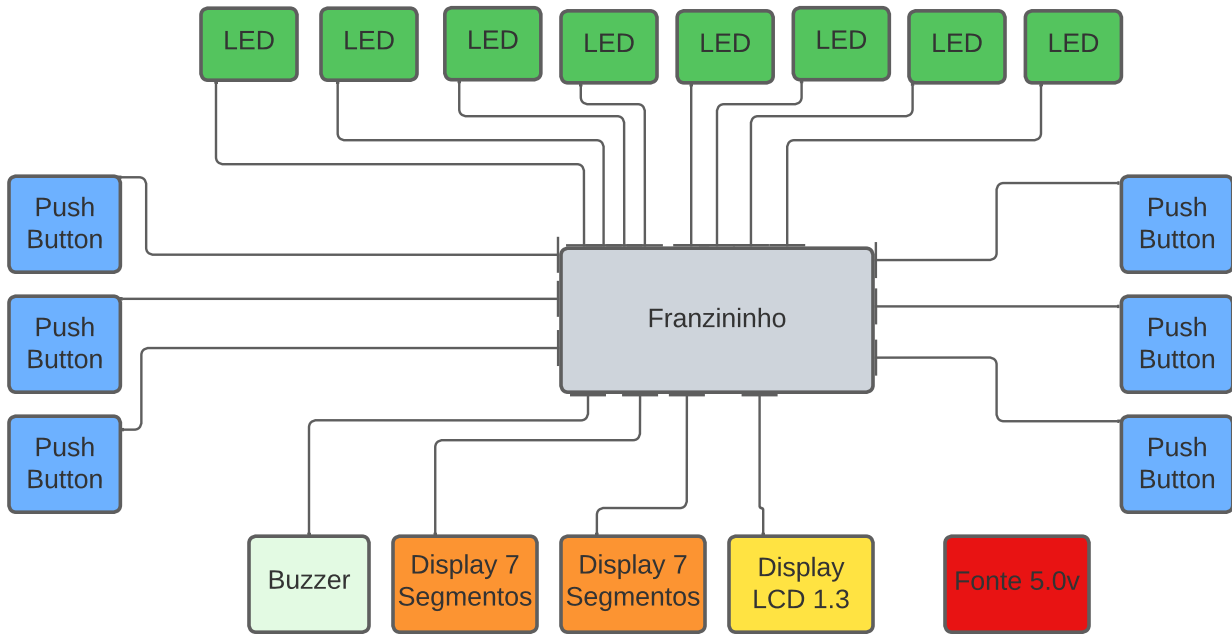 LED
LED
LED
LED
LED
LED
LED
LED
Push
Button
Push
Button
Push
Button
Franzininho
Push
Button
Push
Button
Push
Button
Buzzer
Display 7
Segmentos
Display 7
Segmentos
Display
LCD 1.3
Fonte 5.0v